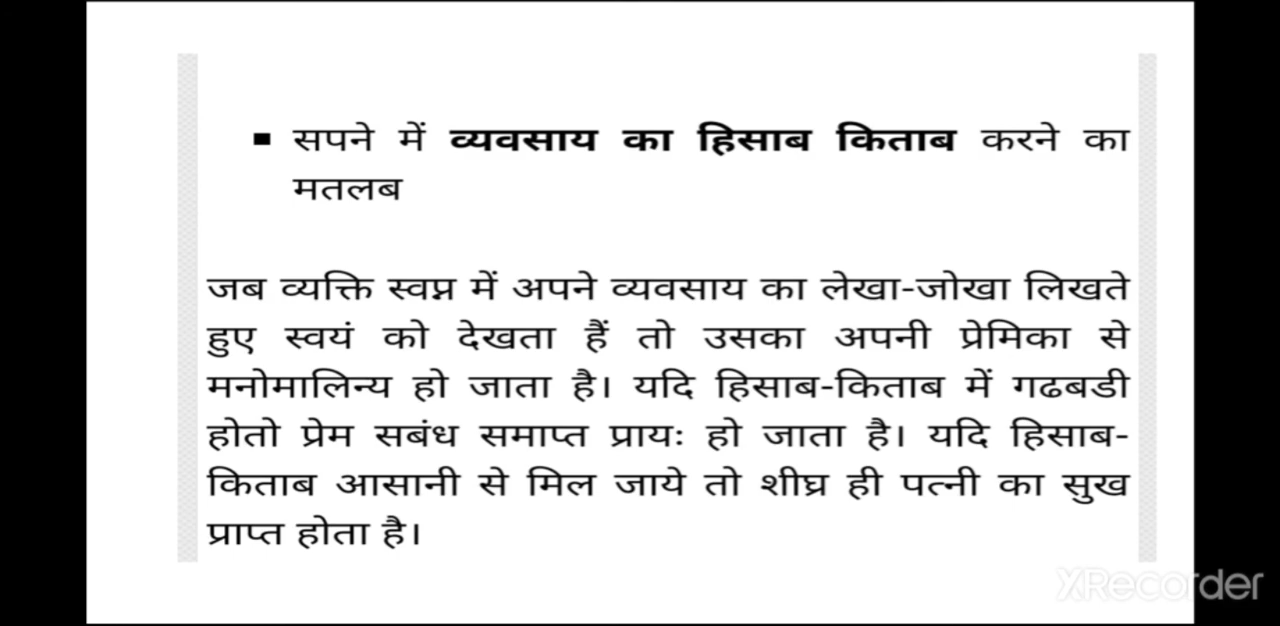 ▪ सपने में व्यवसाय का हिसाब किताब करने का
मतलब
जब व्यक्ति स्वप्न में अपने व्यवसाय का लेखा-जोखा लिखते
हुए स्वयं को देखता हैं तो उसका अपनी प्रेमिका से
मनोमालिन्य हो जाता है। यदि हिसाब-किताब में गढबडी
होतो प्रेम सबंध समाप्त प्रायः हो जाता है। यदि हिसाब-
किताब आसानी से मिल जाये तो शीघ्र ही पत्नी का सुख
प्राप्त होता है।
XRecorder